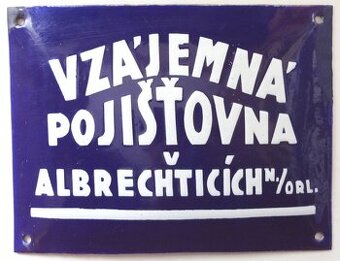 VZÁJEMNÁ
POJIŠŤOVNA
V
ALBRECHTICÍCH N./ORL.